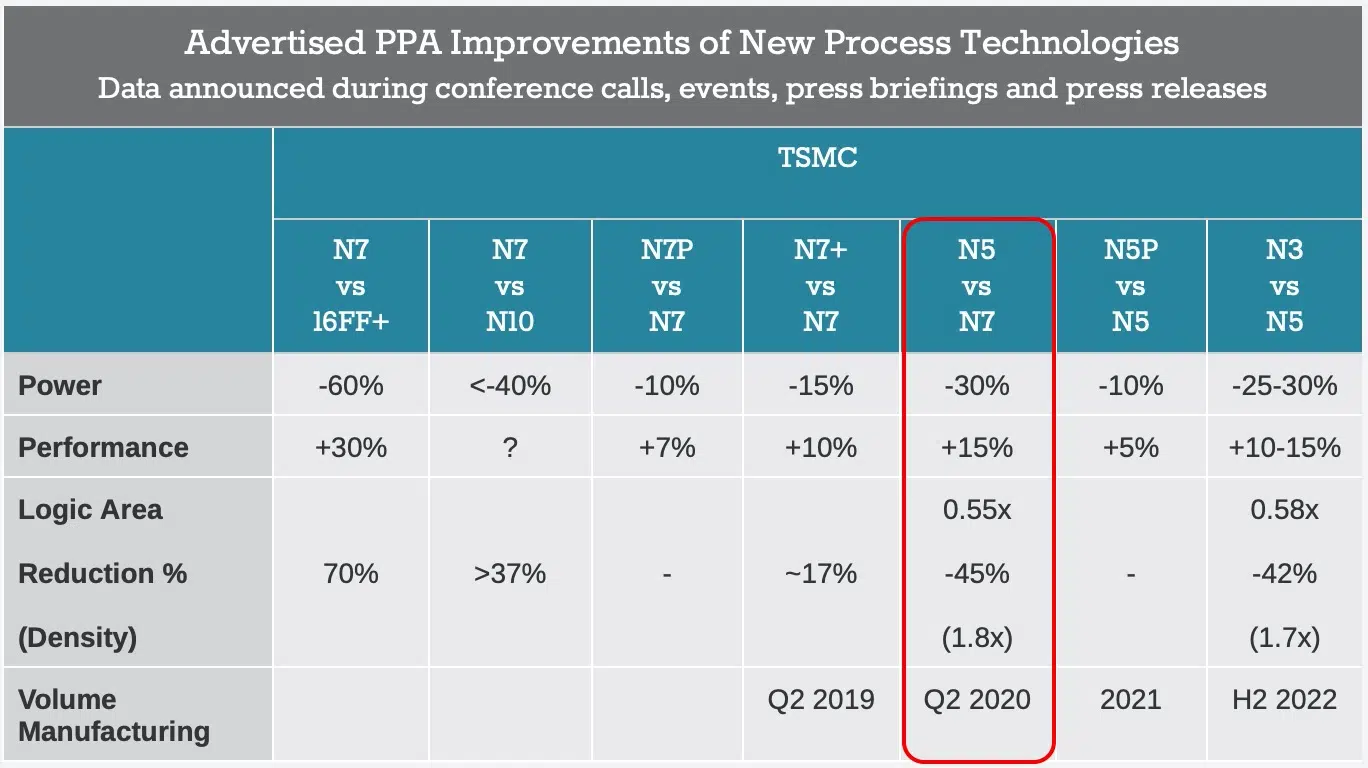 Advertised PPA Improvements of New Process Technologies
Data announced during conference calls, events, press briefings and press releases
TSMC
N7 vs 16FF+
N7 vs N10
N7P vs N7
N7+ vs N7
N5 vs N7
N5P vs N5
N3 vs N5
Power -60% <-40% -10% -15% -30% -10% -25-30%
Performance +30% ? +7% +10% +15% +5% +10-15%
Logic Area 0.55x 0.58x
Reduction % 70% >37% - ~17% -45% - -42%
(Density) (1.8x) (1.7x)
Volume Q2 2019 Q2 2020 2021 H2 2022
Manufacturing